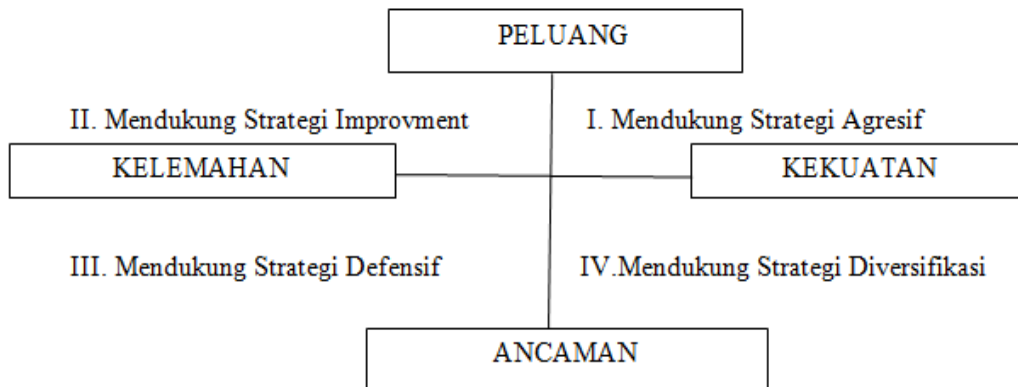 PELUANG
II. Mendukung Strategi Improvment
I. Mendukung Strategi Agresif
KELEMAHAN
KEKUATAN
III. Mendukung Strategi Defensif
IV.Mendukung Strategi Diversifikasi
ANCAMAN